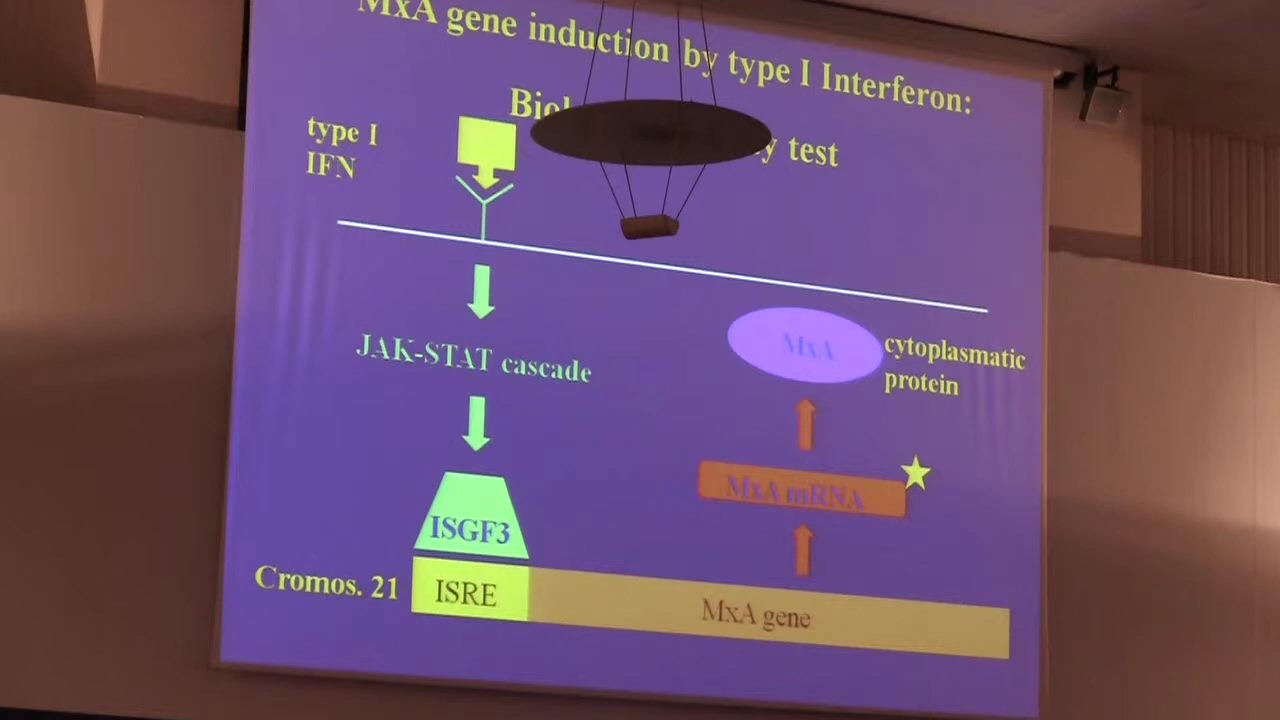 MxA gene induction by type I Interferon:
test
type I
IFN
JAK-STAT cascade
MxA
cytoplasmatic
protein
MxA mRNA
ISGF3
Cromos. 21
ISRE
MxA gene